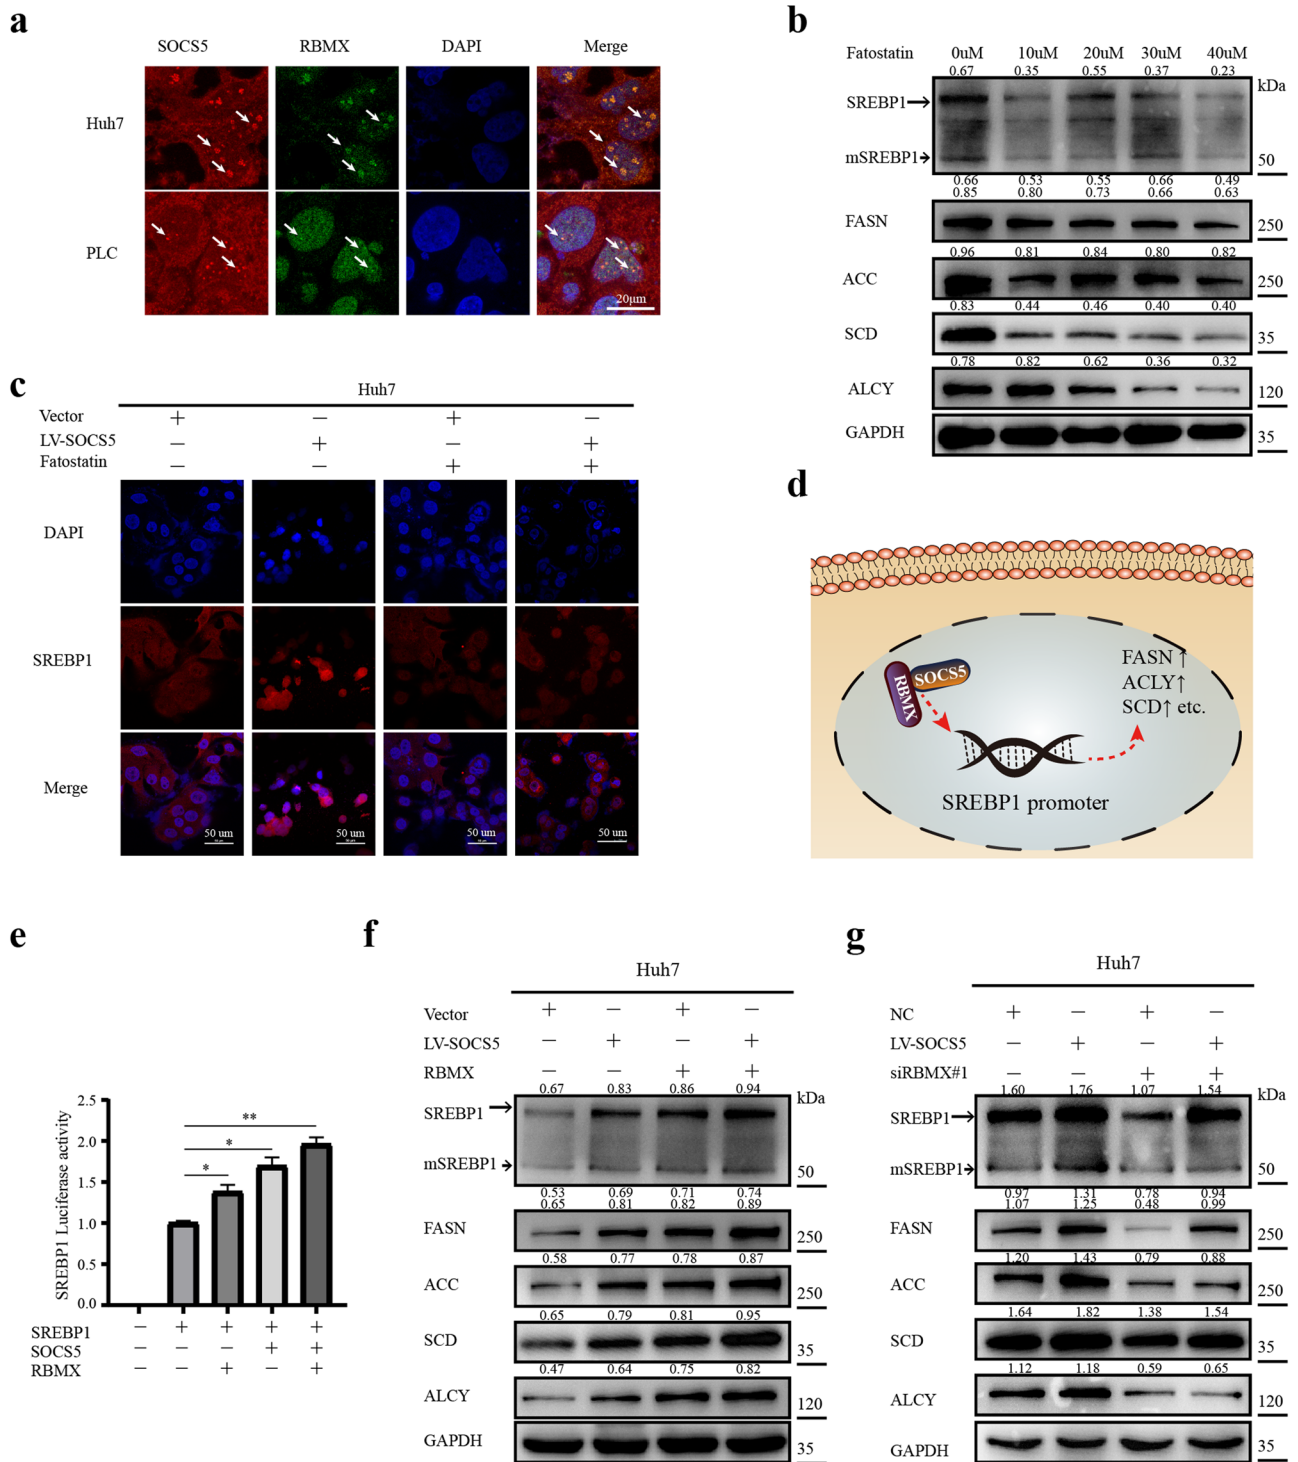 a
SOCS5 RBMX DAPI Merge
Huh7
PLC
20μm
b
Fatostatin 0uM 10uM 20uM 30uM 40uM
0.67 0.35 0.55 0.37 0.23
kDa
SREBP1
mSREBP1
50
0.66 0.53 0.55 0.66 0.49
0.85 0.80 0.73 0.66 0.63
FASN
250
0.96 0.81 0.84 0.80 0.82
ACC
250
0.83 0.44 0.46 0.40 0.40
SCD
35
0.78 0.82 0.62 0.36 0.32
ALCY
120
GAPDH
35
c
Huh7
Vector + − + −
LV-SOCS5 − + − +
Fatostatin − − + +
DAPI
SREBP1
Merge
50 um 50 um 50 um 50 um
d
RBMX
SOCS5
FASN ↑
ACLY↑
SCD↑ etc.
SREBP1 promoter
e
SREBP1 Luciferase activity
2.5
2.0
1.5
1.0
0.5
0.0
**
*
*
SREBP1 − + + + +
SOCS5 − − − + +
RBMX − − + − +
f
Huh7
Vector + − + −
LV-SOCS5 − + − +
RBMX − − + +
0.67 0.83 0.86 0.94
kDa
SREBP1
mSREBP1
50
0.53 0.69 0.71 0.74
0.65 0.81 0.82 0.89
FASN
250
0.58 0.77 0.78 0.87
ACC
250
0.65 0.79 0.81 0.95
SCD
35
0.47 0.64 0.75 0.82
ALCY
120
GAPDH
35
g
Huh7
NC + − + −
LV-SOCS5 − + − +
siRBMX#1 − − + +
1.60 1.76 1.07 1.54
kDa
SREBP1
mSREBP1
50
0.97 1.31 0.78 0.94
1.07 1.25 0.48 0.99
FASN
250
1.20 1.43 0.79 0.88
ACC
250
1.64 1.82 1.38 1.54
SCD
35
1.12 1.18 0.59 0.65
ALCY
120
GAPDH
35